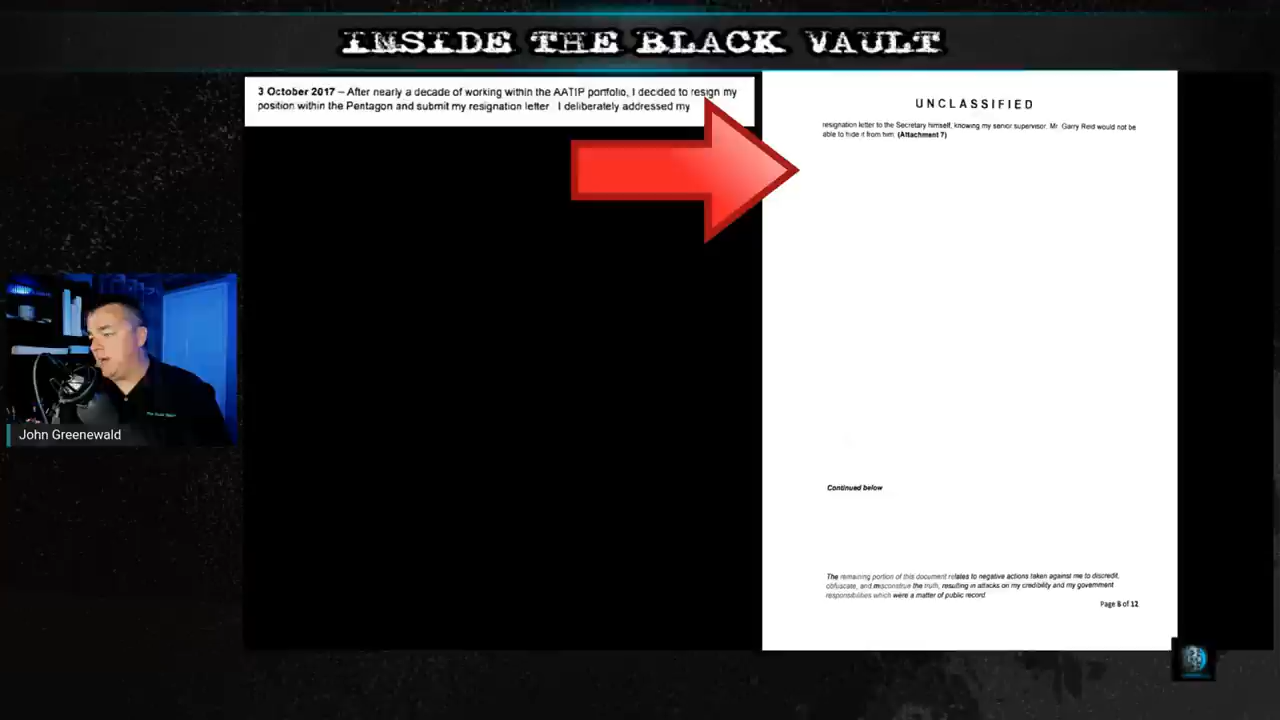 INSIDE THE BLACK VAULT
3 October 2017 – After nearly a decade of working within the AATIP portfolio, I decided to resign my
position within the Pentagon and submit my resignation letter I deliberately addressed my
UNCLASSIFIED
resignation letter to the Secretary himself, knowing my senior supervisor. Mr. Garry Reid would not be
able to hide it from him. (Attachment 7)
John Greenewald
Continued below
The remaining portion of this document relates to negative actions taken against me to discredit,
obfuscate, and misconstrue the truth, resulting in attacks on my credibility and my government
responsibilities which were a matter of public record
Page 8 of 12